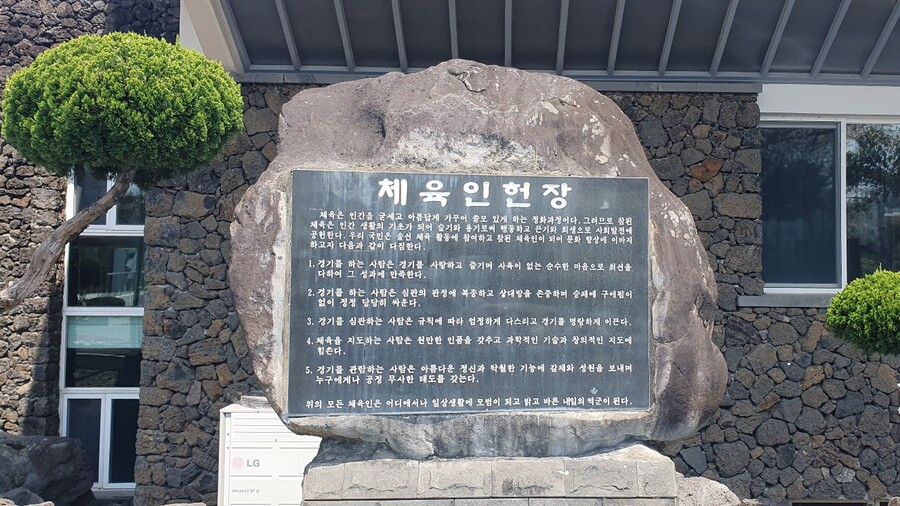 체육인헌장
체육은 인간을 굳세고 아름답게 가꾸어 쓸모 있게 하는 정화과정이다. 그러므로 참된
체육은 인간 생활의 기초가 되어 슬기와 용기로써 행동하고 끈기와 희생으로 사회발전에
공헌한다. 우리 국민은 솔선 체육 활동에 참여하고 참된 체육인이 되어 문화 향상에 이바지
하고자 다음과 같이 다짐한다.
1. 경기를 하는 사람은 경기를 사랑하고 즐기며 사욕이 없는 순수한 마음으로 최선을
다하여 그 성과에 만족한다.
2. 경기를 하는 사람은 심판의 판정에 복종하고 상대방을 존중하며 승패에 구애됨이
없이 정정 당당히 싸운다.
3. 경기를 심판하는 사람은 규칙에 따라 엄정하게 다스리고 경기를 명랑하게 이끈다.
4. 체육을 지도하는 사람은 원만한 인품을 갖추고 과학적인 기술과 창의적인 지도에
힘쓴다.
5. 경기를 관람하는 사람은 아름다운 정신과 탁월한 기능에 갈채와 성원을 보내며
누구에게나 공정 무사한 태도를 갖는다.
위의 모든 체육인은 어디에서나 일상생활에 모범이 되고 밝고 바른 내일의 역군이 된다.
LG